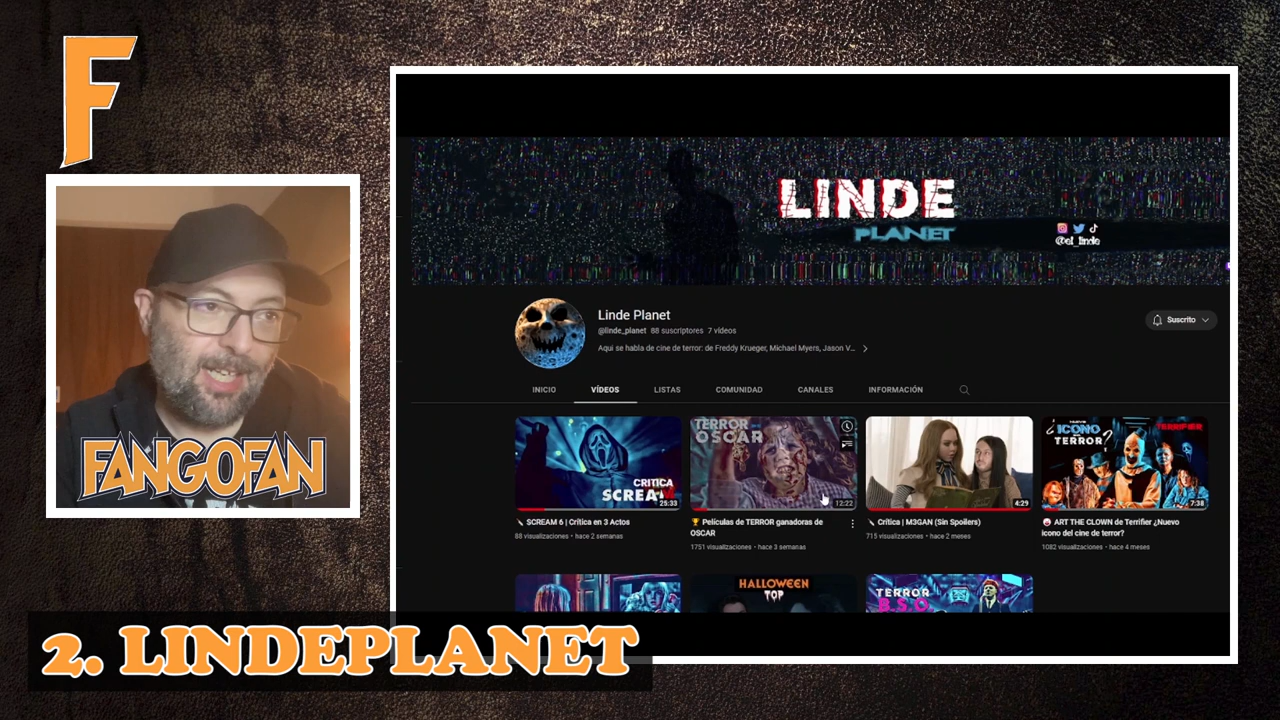 F
FANGOFAN
LINDE
PLANET
@el_linde
Linde Planet
@linde_planet 88 suscriptores 7 vídeos
Aquí se habla de cine de terror: de Freddy Krueger, Michael Myers, Jason V...
Suscrito
INICIO VÍDEOS LISTAS COMUNIDAD CANALES INFORMACIÓN
CRITICA
SCREAM
25:33
TERROR
OSCAR
12:22
4:29
¿NUEVO
ICONO
TERROR?
TERRIFIER
7:38
SCREAM 6 | Crítica en 3 Actos
88 visualizaciones • hace 2 semanas
Películas de TERROR ganadoras de
OSCAR
1751 visualizaciones • hace 3 semanas
Crítica | M3GAN (Sin Spoilers)
715 visualizaciones • hace 2 meses
ART THE CLOWN de Terrifier ¿Nuevo
icono del cine de terror?
1082 visualizaciones • hace 4 meses
HALLOWEEN
TOP
TERROR
B.S.O
2. LINDEPLANET